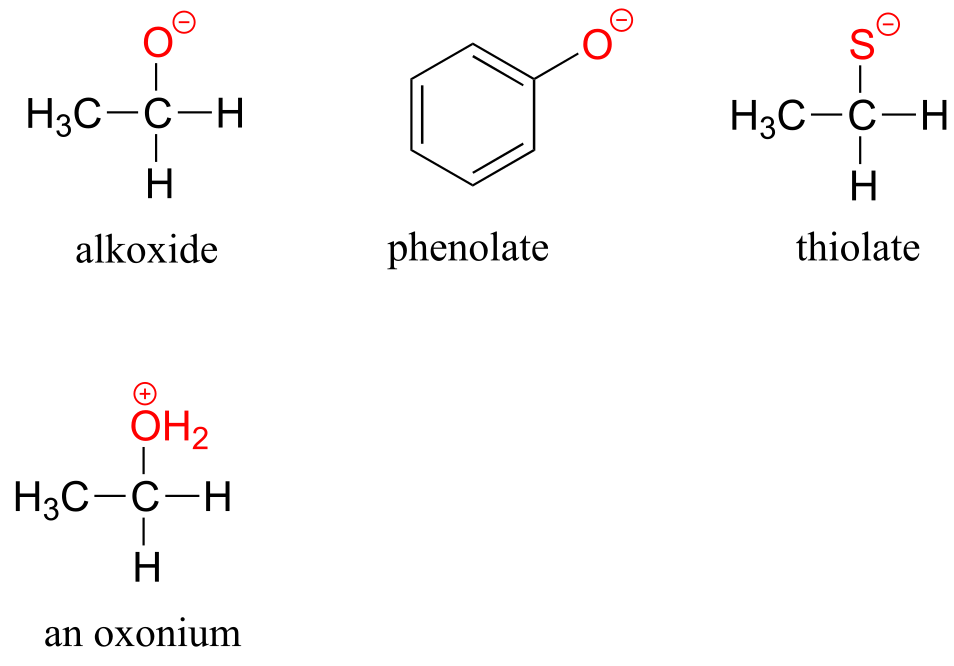 O⊖
O⊖
S⊖
H₃C—C—H
H₃C—C—H
H
H
alkoxide
phenolate
thiolate
⊕
OH₂
H₃C—C—H
H
an oxonium